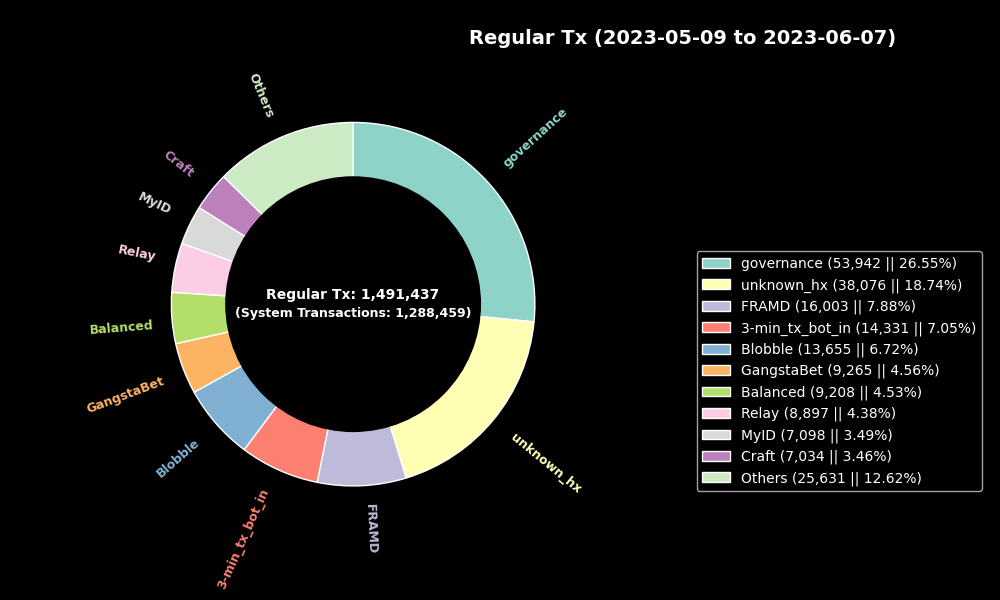 Regular Tx (2023-05-09 to 2023-06-07)
Others
governance
Craft
MyID
Relay
Balanced
GangstaBet
Blobble
3-min_tx_bot_in
FRAMD
unknown_hx
Regular Tx: 1,491,437
(System Transactions: 1,288,459)
governance (53,942 || 26.55%)
unknown_hx (38,076 || 18.74%)
FRAMD (16,003 || 7.88%)
3-min_tx_bot_in (14,331 || 7.05%)
Blobble (13,655 || 6.72%)
GangstaBet (9,265 || 4.56%)
Balanced (9,208 || 4.53%)
Relay (8,897 || 4.38%)
MyID (7,098 || 3.49%)
Craft (7,034 || 3.46%)
Others (25,631 || 12.62%)